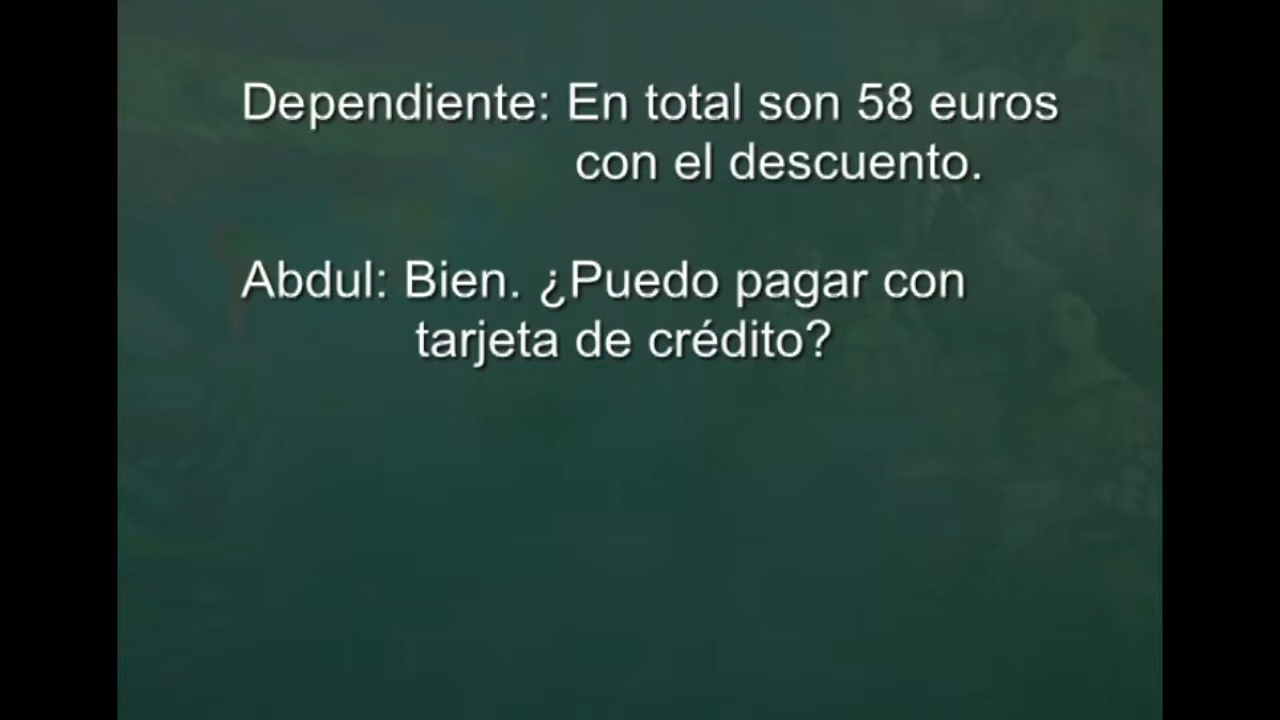 Dependiente: En total son 58 euros
con el descuento.
Abdul: Bien. ¿Puedo pagar con
tarjeta de crédito?